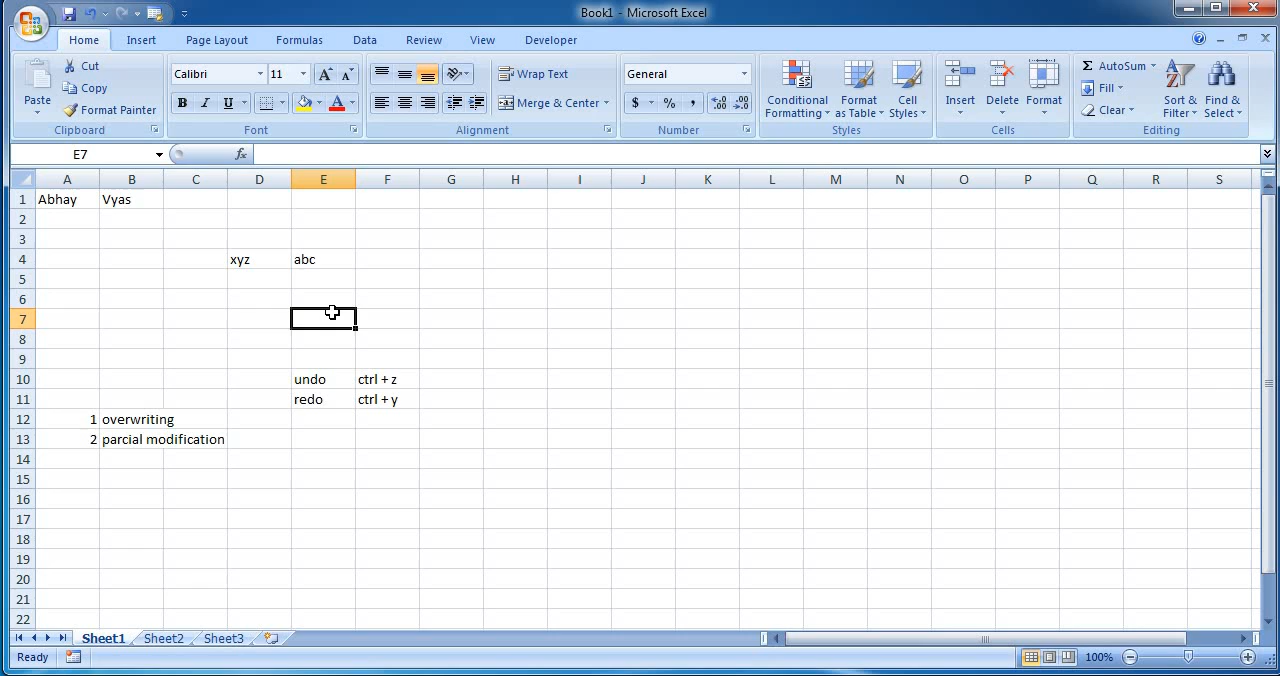 Book1 - Microsoft Excel
Home Insert Page Layout Formulas Data Review View Developer
Paste Cut Copy Format Painter
Clipboard
Calibri 11
B I U
Font
Wrap Text
Merge & Center
Alignment
General
$ % ,
Number
Conditional Formatting Format as Table Cell Styles
Styles
Insert Delete Format
Cells
Σ AutoSum Fill Clear Sort & Filter Find & Select
Editing
E7 fx
A B C D E F G H I J K L M N O P Q R S
1 Abhay Vyas
2
3
4 xyz abc
5
6
7
8
9
10 undo ctrl + z
11 redo ctrl + y
12 1 overwriting
13 2 parcial modification
14
15
16
17
18
19
20
21
22
Sheet1 Sheet2 Sheet3
Ready 100%